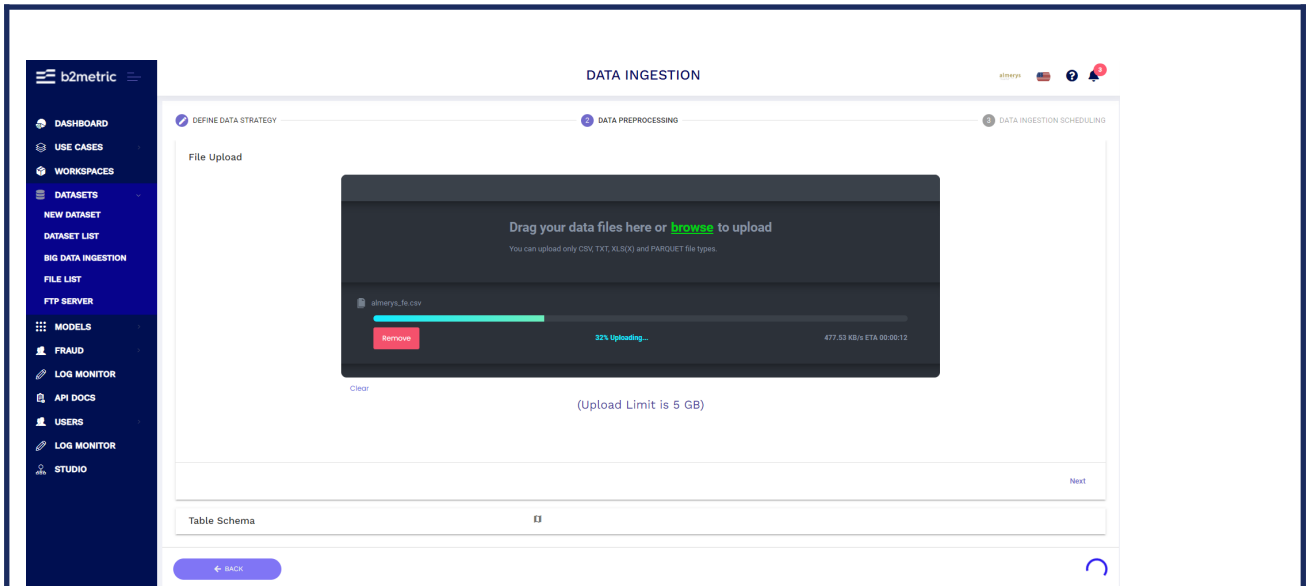 b2metric
DATA INGESTION
almerys
3
DASHBOARD
USE CASES
WORKSPACES
DATASETS
NEW DATASET
DATASET LIST
BIG DATA INGESTION
FILE LIST
FTP SERVER
MODELS
FRAUD
LOG MONITOR
API DOCS
USERS
LOG MONITOR
STUDIO
DEFINE DATA STRATEGY
2 DATA PREPROCESSING
3 DATA INGESTION SCHEDULING
File Upload
Drag your data files here or browse to upload
You can upload only CSV, TXT, XLS(X) and PARQUET file types.
almerys_fe.csv
Remove
32% Uploading...
477.53 KB/s ETA 00:00:12
Clear
(Upload Limit is 5 GB)
Next
Table Schema
← BACK